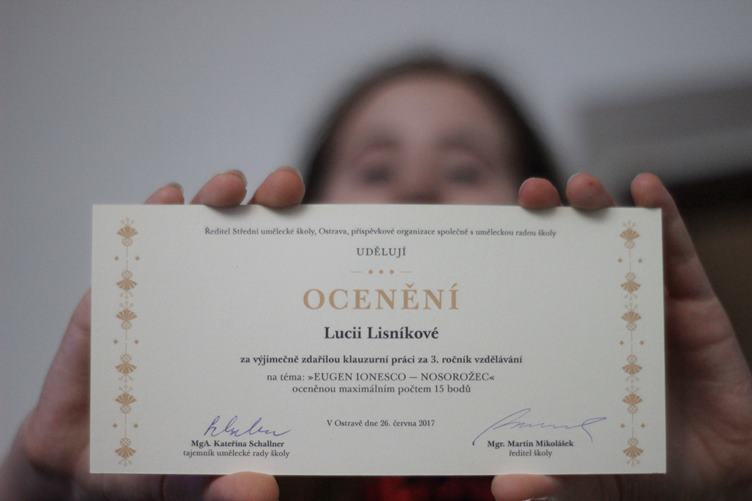 Ředitel Střední umělecké školy, Ostrava, příspěvkové organizace společně s uměleckou radou školy
UDĚLUJÍ
OCENĚNÍ
Lucii Lisníkové
za výjimečně zdařilou klauzurní práci za 3. ročník vzdělávání
na téma: »EUGEN IONESCO — NOSOROŽEC«
oceněnou maximálním počtem 15 bodů
V Ostravě dne 26. června 2017
MgA. Kateřina Schallner
tajemník umělecké rady školy
Mgr. Martin Mikolášek
ředitel školy